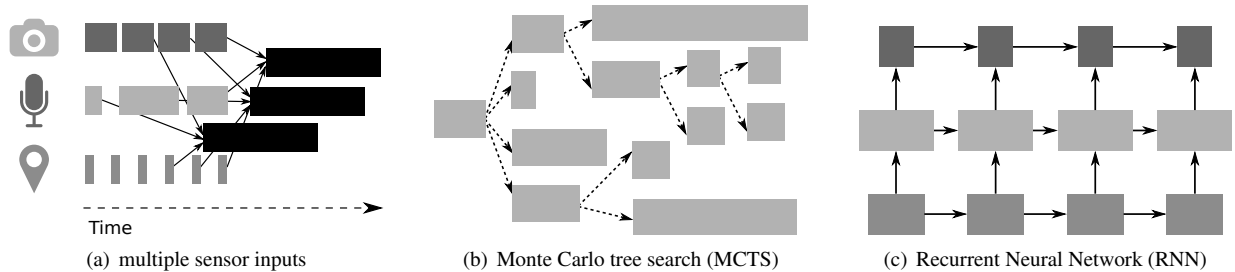 Time
(a) multiple sensor inputs
(b) Monte Carlo tree search (MCTS)
(c) Recurrent Neural Network (RNN)